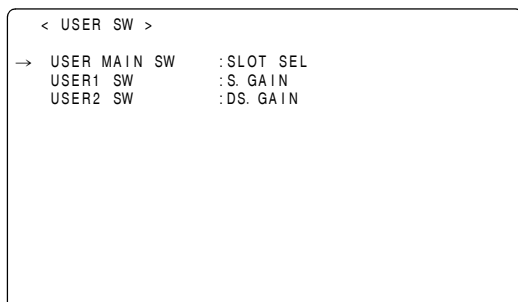 < USER SW >
→ USER MAIN SW :SLOT SEL
USER1 SW :S. GAIN
USER2 SW :DS. GAIN